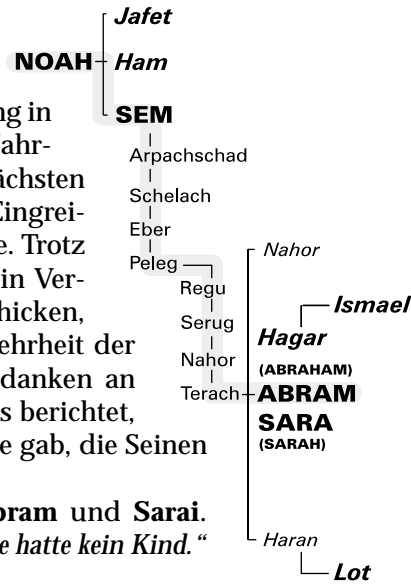 Jafet
NOAH Ham
SEM
Arpachschad
Schelach
Eber
Peleg
Regu
Serug
Nahor
Terach
Nahor
Ismael
Hagar
(ABRAHAM)
ABRAM
SARA
(SARAH)
Haran
Lot
ng in
ahr-
ächsten
Eingrei-
e. Trotz
in Ver-
hicken,
ehrheit der
danken an
s berichtet,
e gab, die Seinen
bram und Sarai.
e hatte kein Kind.“